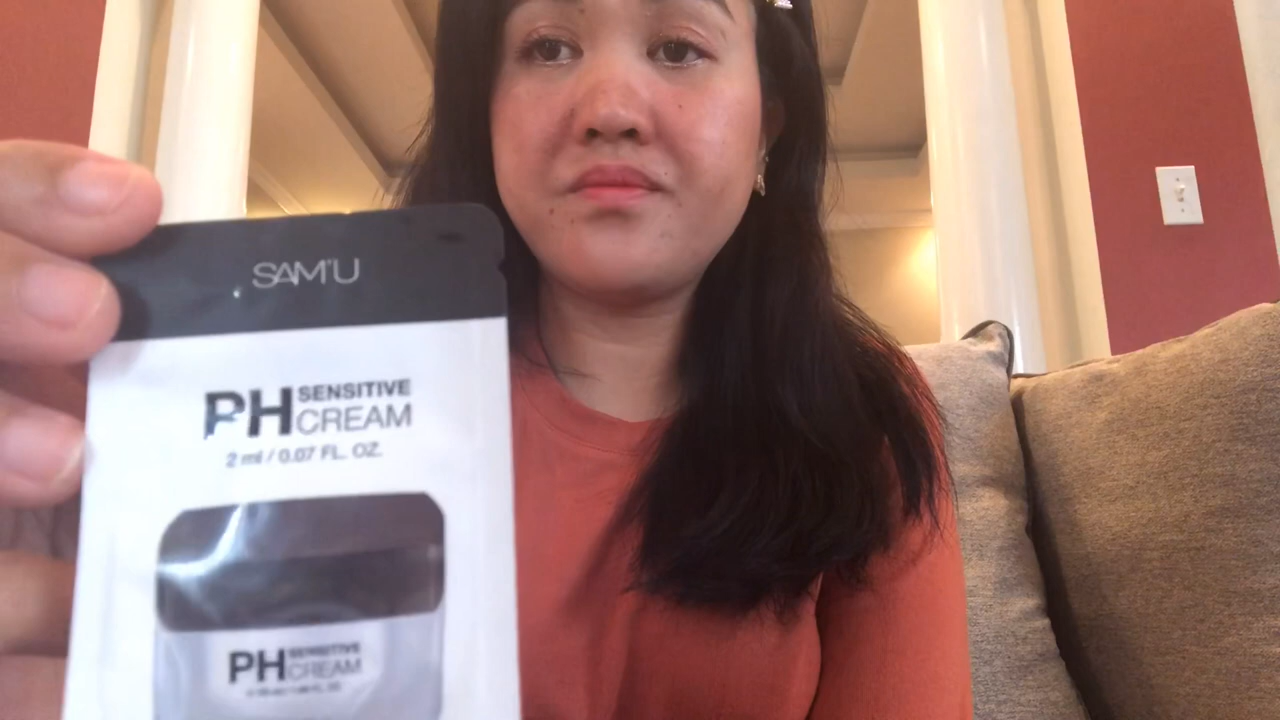 SAM'U
PH SENSITIVE
CREAM
2 ml / 0.07 FL. OZ.
PH SENSITIVE
CREAM